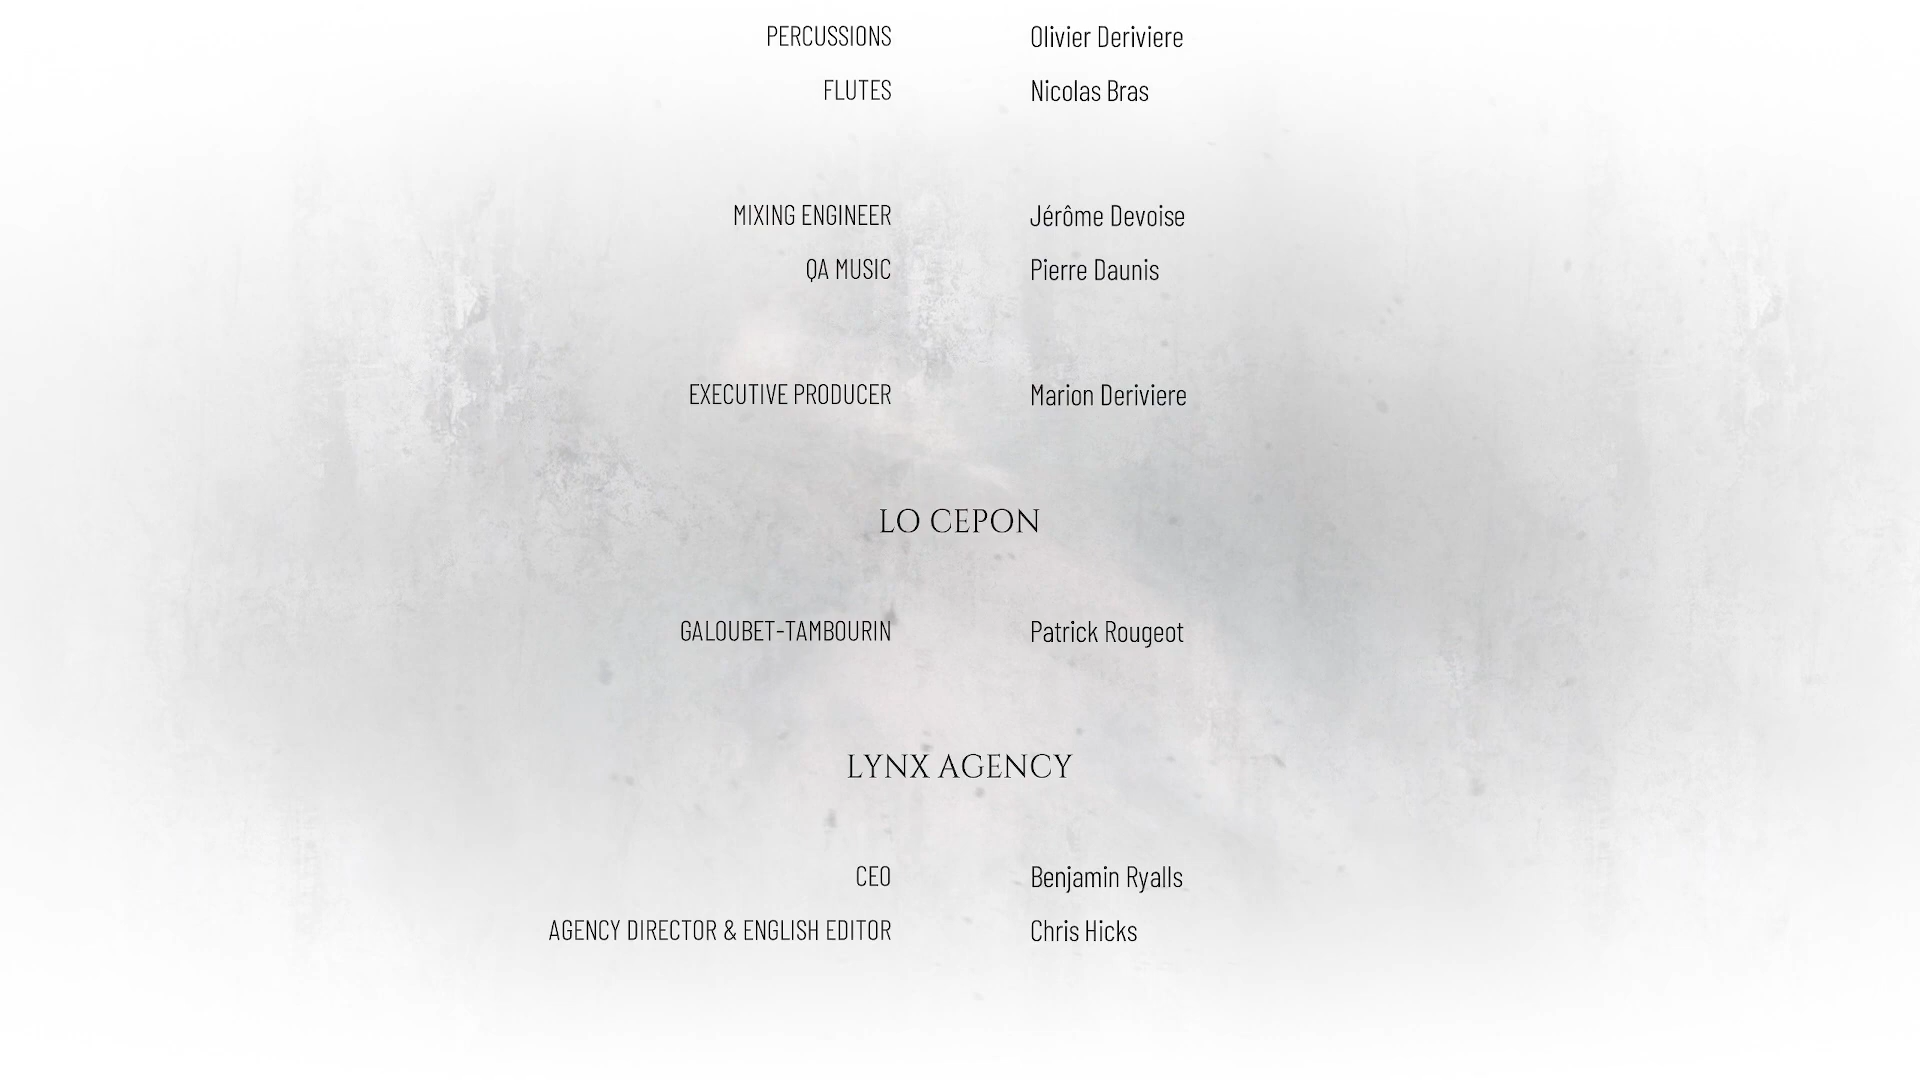 PERCUSSIONS Olivier Deriviere
FLUTES Nicolas Bras
MIXING ENGINEER Jérôme Devoise
QA MUSIC Pierre Daunis
EXECUTIVE PRODUCER Marion Deriviere
LO CEPON
GALOUBET-TAMBOURIN Patrick Rougeot
LYNX AGENCY
CEO Benjamin Ryalls
AGENCY DIRECTOR & ENGLISH EDITOR Chris Hicks